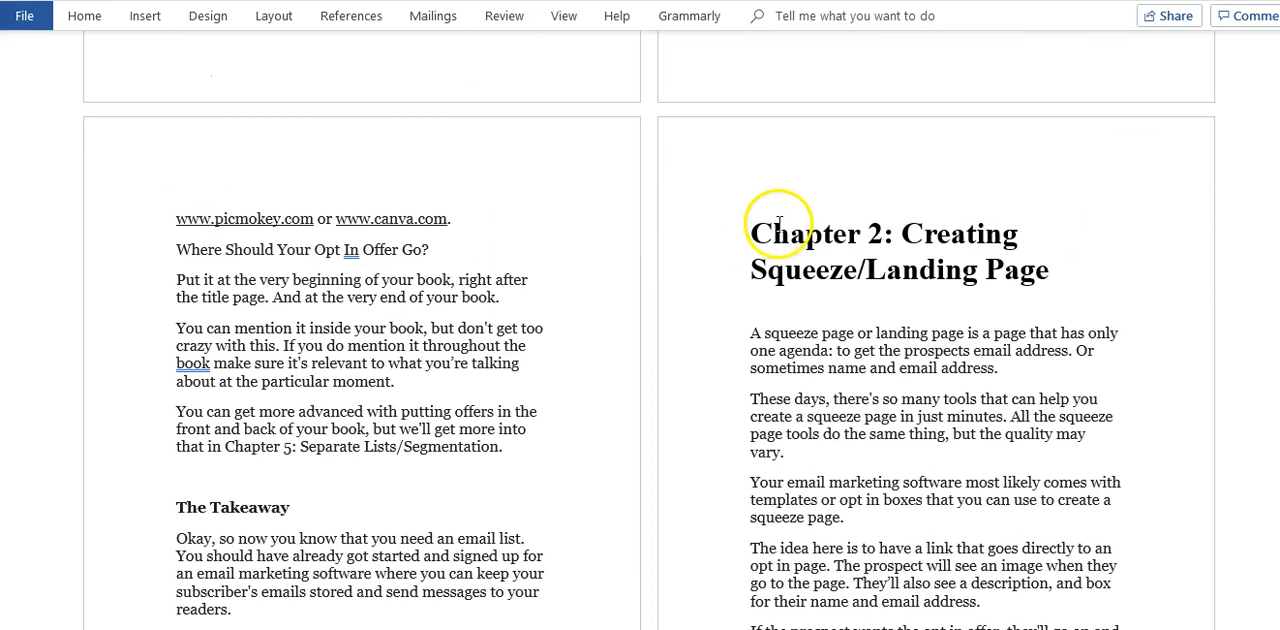 File Home Insert Design Layout References Mailings Review View Help Grammarly Tell me what you want to do Share Comme
www.picmokey.com or www.canva.com.
Where Should Your Opt In Offer Go?
Put it at the very beginning of your book, right after
the title page. And at the very end of your book.
You can mention it inside your book, but don't get too
crazy with this. If you do mention it throughout the
book make sure it's relevant to what you're talking
about at the particular moment.
You can get more advanced with putting offers in the
front and back of your book, but we'll get more into
that in Chapter 5: Separate Lists/Segmentation.
The Takeaway
Okay, so now you know that you need an email list.
You should have already got started and signed up for
an email marketing software where you can keep your
subscriber's emails stored and send messages to your
readers.
Chapter 2: Creating
Squeeze/Landing Page
A squeeze page or landing page is a page that has only
one agenda: to get the prospects email address. Or
sometimes name and email address.
These days, there's so many tools that can help you
create a squeeze page in just minutes. All the squeeze
page tools do the same thing, but the quality may
vary.
Your email marketing software most likely comes with
templates or opt in boxes that you can use to create a
squeeze page.
The idea here is to have a link that goes directly to an
opt in page. The prospect will see an image when they
go to the page. They'll also see a description, and box
for their name and email address.